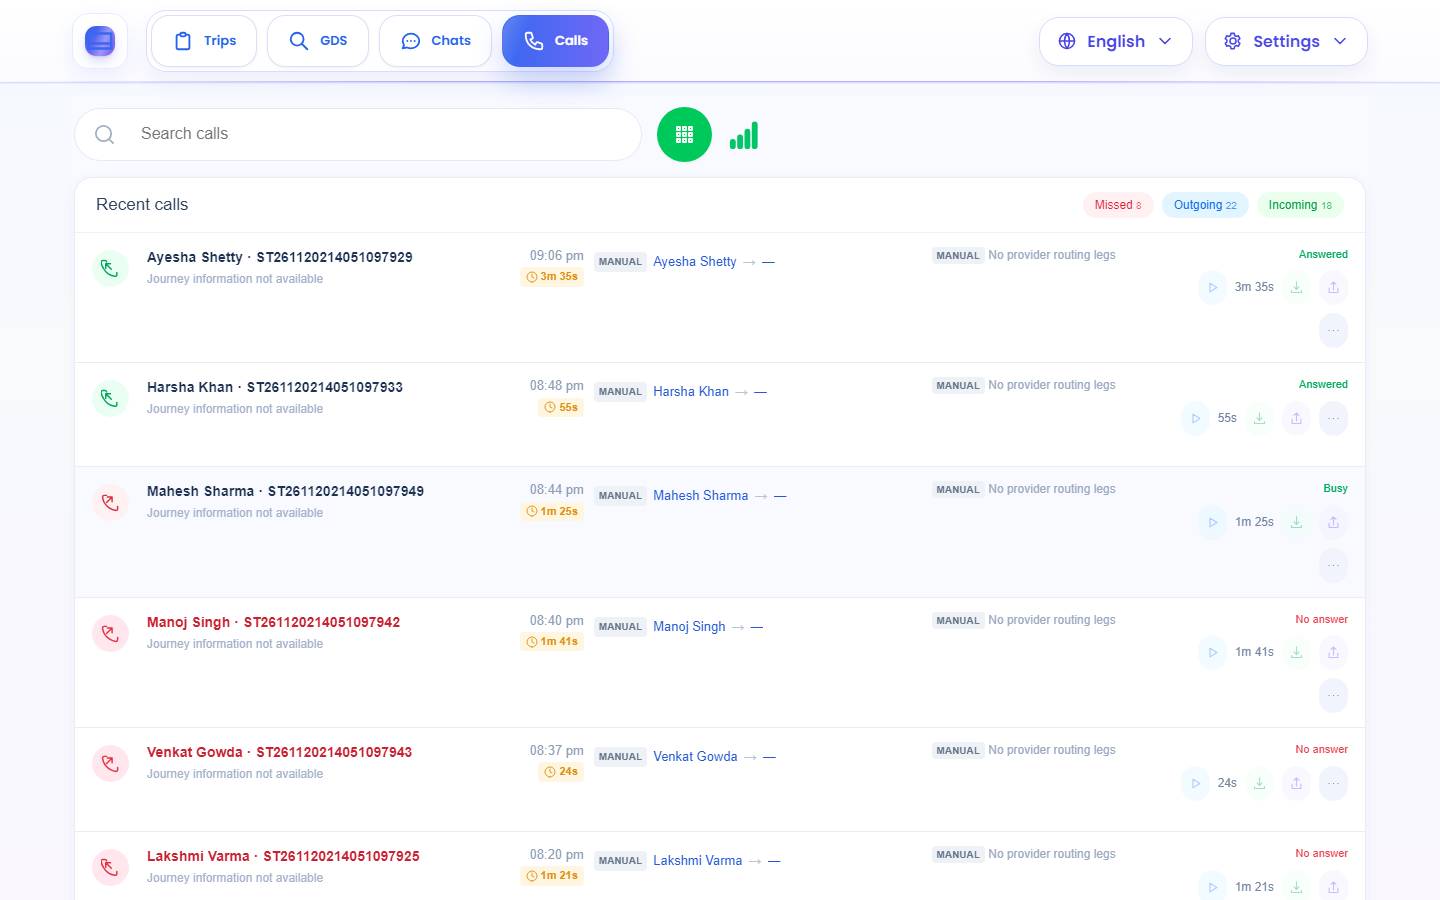 Trips
GDS
Chats
Calls
English
Settings
Search calls
Recent calls
Missed 8
Outgoing 22
Incoming 18
Ayesha Shetty · ST261120214051097929
Journey information not available
09:06 pm
3m 35s
MANUAL Ayesha Shetty → —
MANUAL No provider routing legs
Answered
3m 35s
Harsha Khan · ST261120214051097933
Journey information not available
08:48 pm
55s
MANUAL Harsha Khan → —
MANUAL No provider routing legs
Answered
55s
Mahesh Sharma · ST261120214051097949
Journey information not available
08:44 pm
1m 25s
MANUAL Mahesh Sharma → —
MANUAL No provider routing legs
Busy
1m 25s
Manoj Singh · ST261120214051097942
Journey information not available
08:40 pm
1m 41s
MANUAL Manoj Singh → —
MANUAL No provider routing legs
No answer
1m 41s
Venkat Gowda · ST261120214051097943
Journey information not available
08:37 pm
24s
MANUAL Venkat Gowda → —
MANUAL No provider routing legs
No answer
24s
Lakshmi Varma · ST261120214051097925
Journey information not available
08:20 pm
1m 21s
MANUAL Lakshmi Varma → —
MANUAL No provider routing legs
No answer
1m 21s